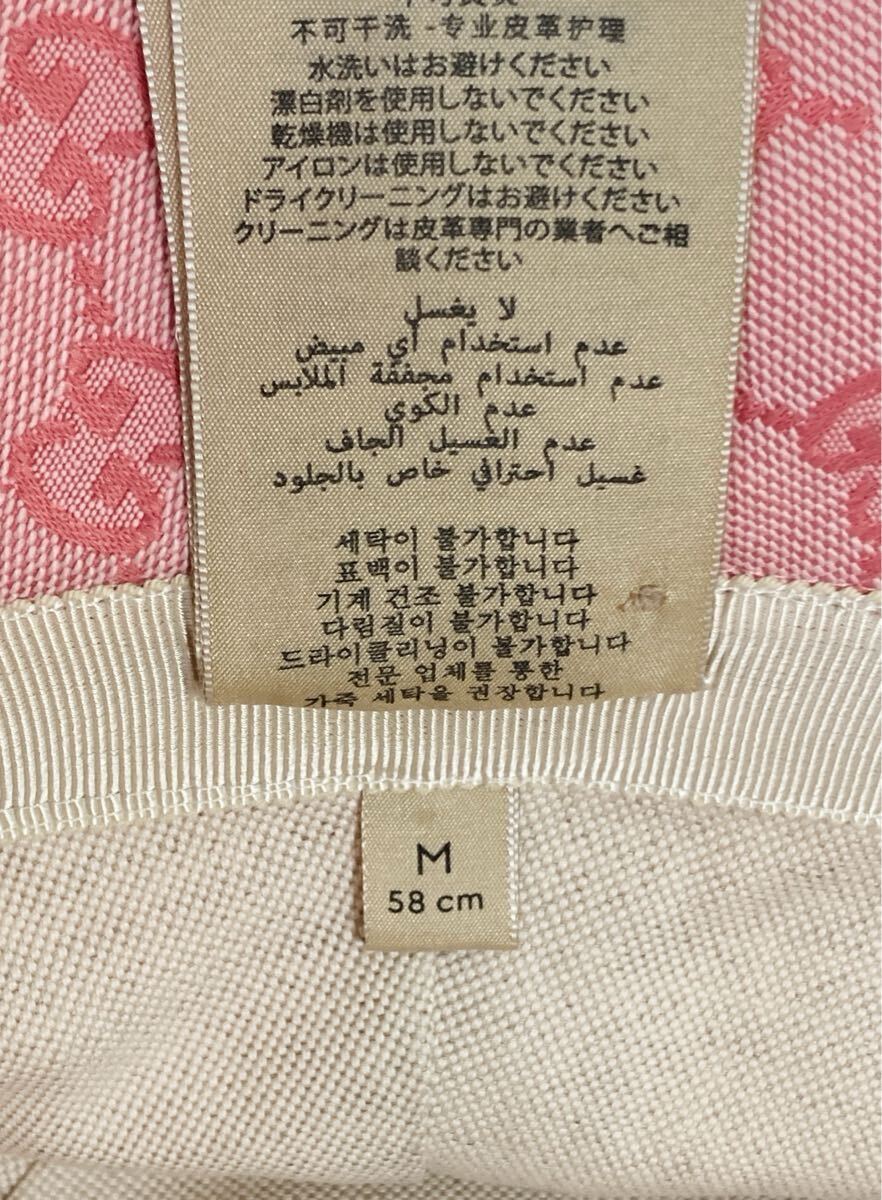 不可干洗 -专业皮革护理
水洗いはお避けください
漂白剤を使用しないでください
乾燥機は使用しないでください
アイロンは使用しないでください
ドライクリーニングはお避けください
クリーニングは皮革専門の業者へご相
談ください
لا يغسل
عدم استخدام أي مبيض
عدم استخدام مجففة الملابس
عدم الكوي
عدم الغسيل الجاف
غسيل احترافي خاص بالجلود
세탁이 불가합니다
표백이 불가합니다
기계 건조 불가합니다
다림질이 불가합니다
드라이클리닝이 불가합니다
전문 업체를 통한
가죽 세탁을 권장합니다
M
58 cm